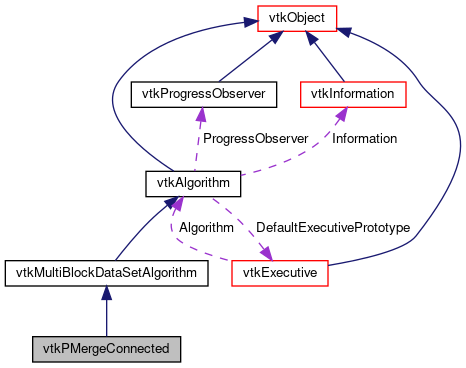 vtkObject
vtkProgressObserver
vtkInformation
ProgressObserver
Information
vtkAlgorithm
Algorithm
DefaultExecutivePrototype
vtkMultiBlockDataSetAlgorithm
vtkExecutive
vtkPMergeConnected